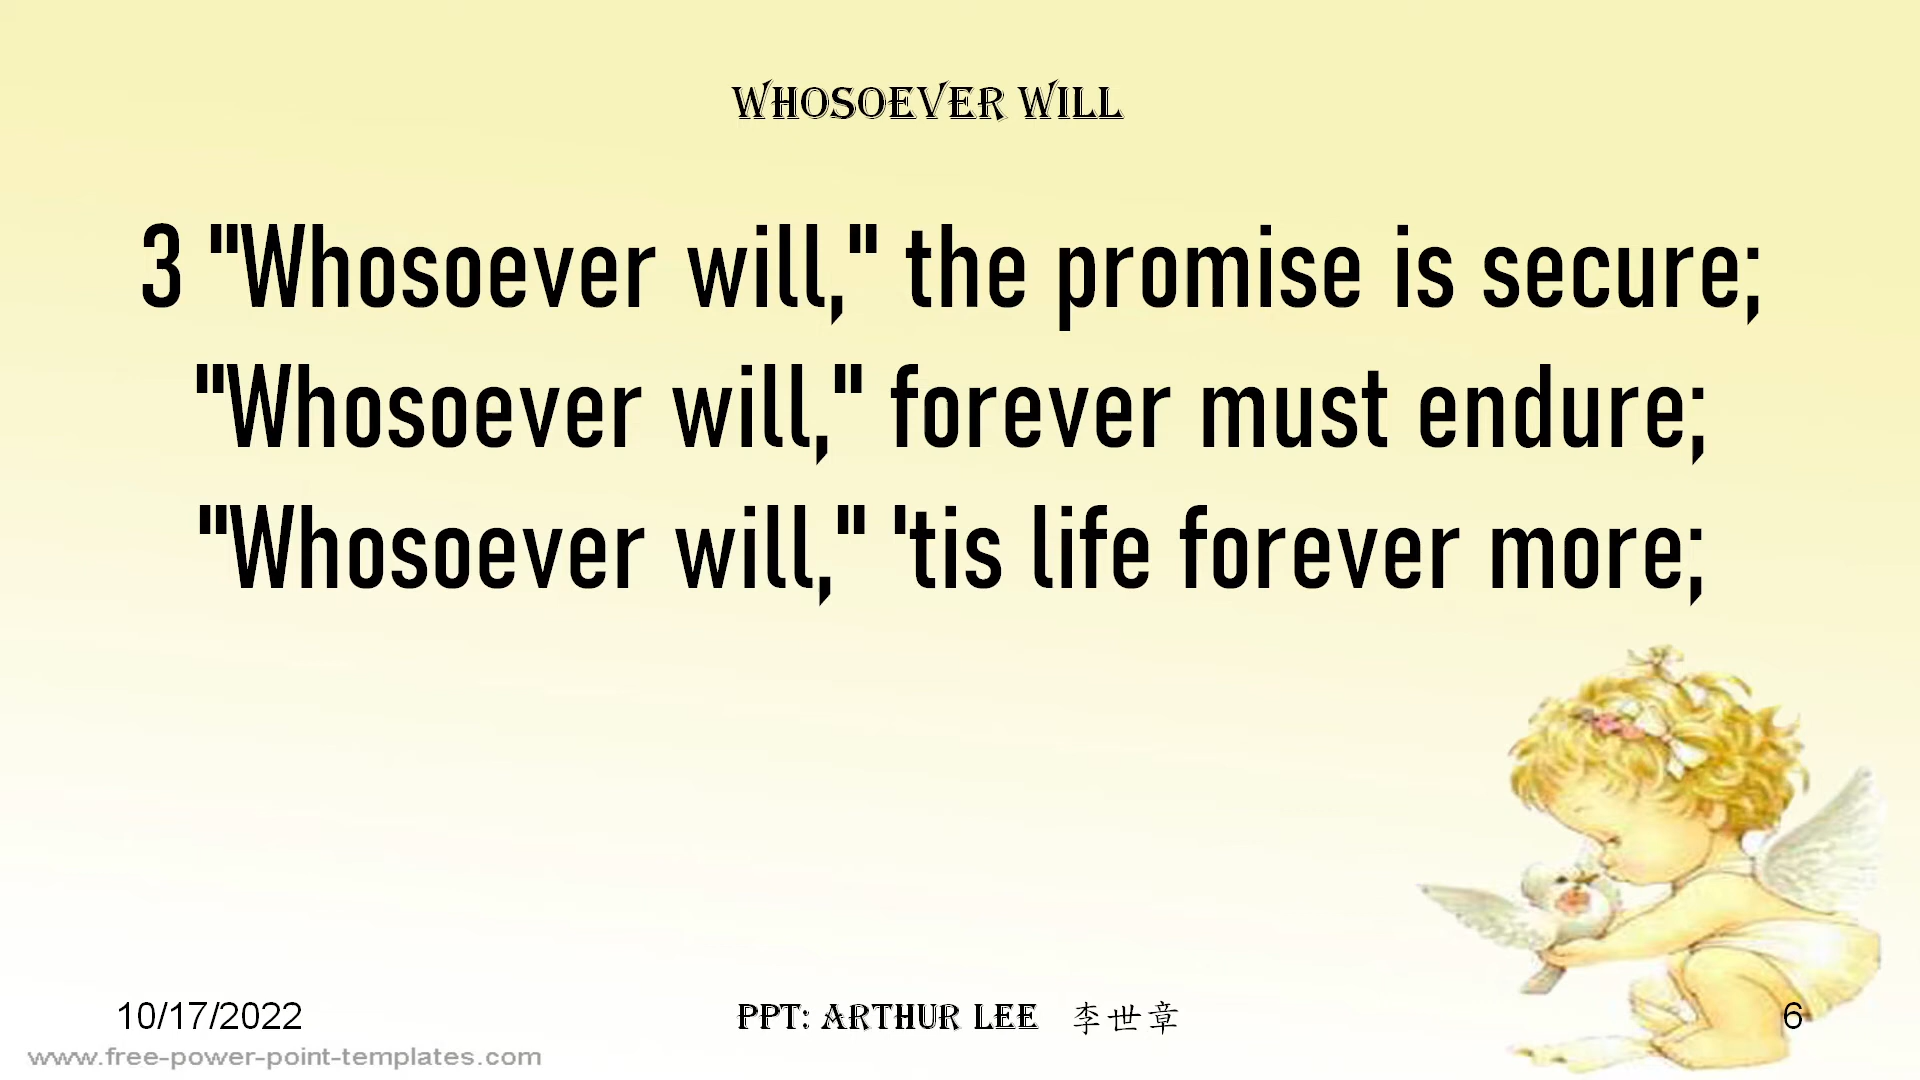 WHOSOEVER WILL
3 "Whosoever will," the promise is secure;
"Whosoever will," forever must endure;
"Whosoever will," 'tis life forever more;
10/17/2022
PPT: ARTHUR LEE 李世章
6
www.free-power-point-templates.com